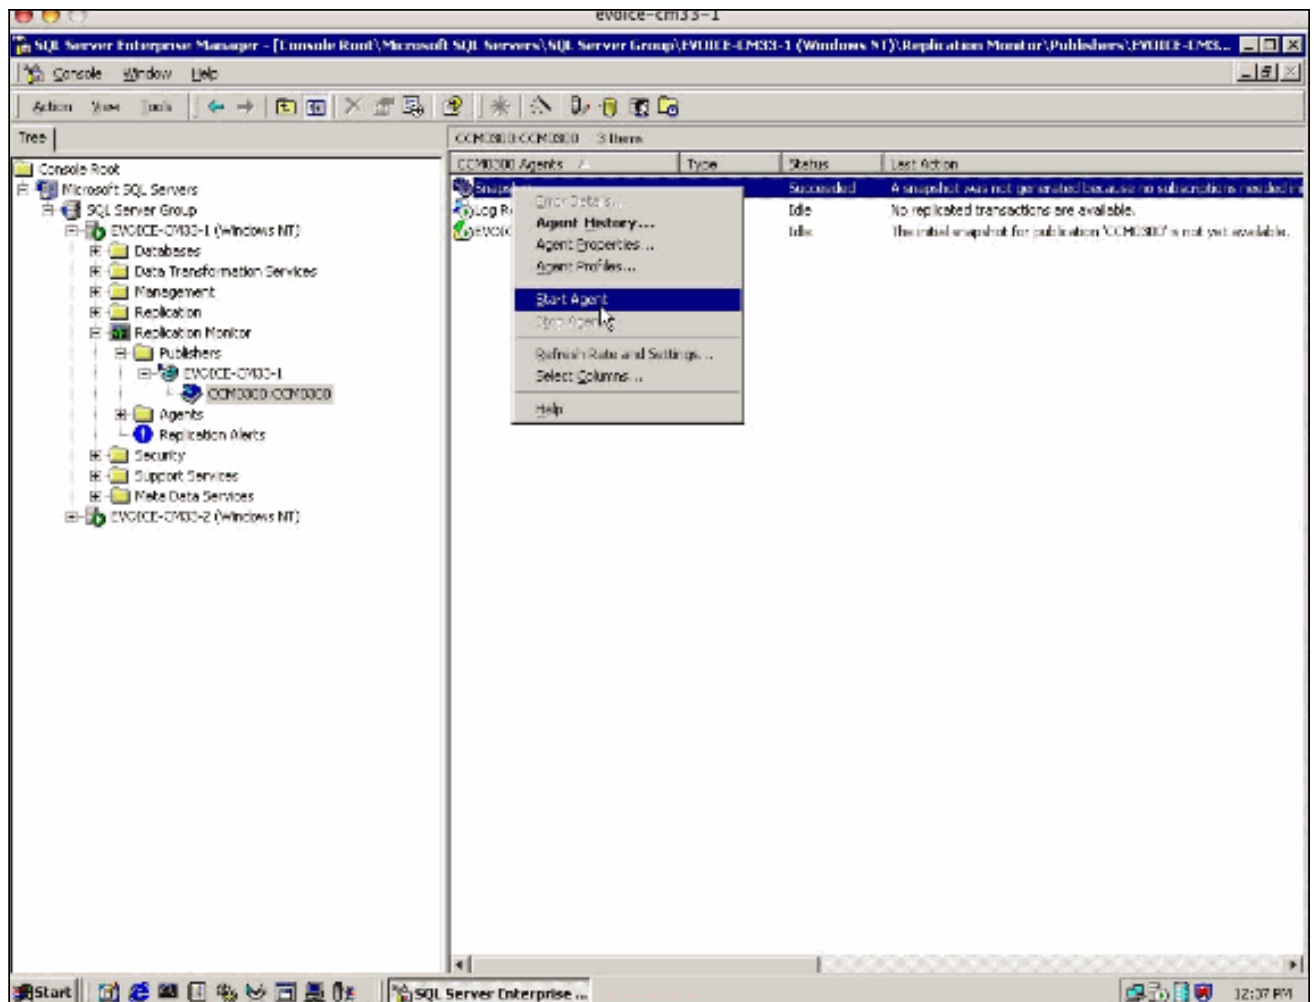 evoice-cm33-1
SQL Server Enterprise Manager - [Console Root\Microsoft SQL Servers\SQL Server Group\EVOICE-CM33-1 (Windows NT)\Replication Monitor\Publishers\EVOICE-CM3...
Console Window Help
Action View Tools
Tree
CCM0300:CCM0300 3 Items
Console Root
Microsoft SQL Servers
SQL Server Group
EVOICE-CM33-1 (Windows NT)
Databases
Data Transformation Services
Management
Replication
Replication Monitor
Publishers
EVOICE-CM33-1
CCM0300:CCM0300
Agents
Replication Alerts
Security
Support Services
Meta Data Services
EVOICE-CM33-2 (Windows NT)
CCM0300 Agents Type Status Last Action
Snapshot Succeeded A snapshot was not generated because no subscriptions needed in
Log R Idle No replicated transactions are available.
EVOIC Idle The initial snapshot for publication 'CCM0300' is not yet available.
Error Details...
Agent History...
Agent Properties...
Agent Profiles...
Start Agent
Stop Agent
Refresh Rate and Settings...
Select Columns...
Help
Start
SQL Server Enterprise ...
12:07 PM